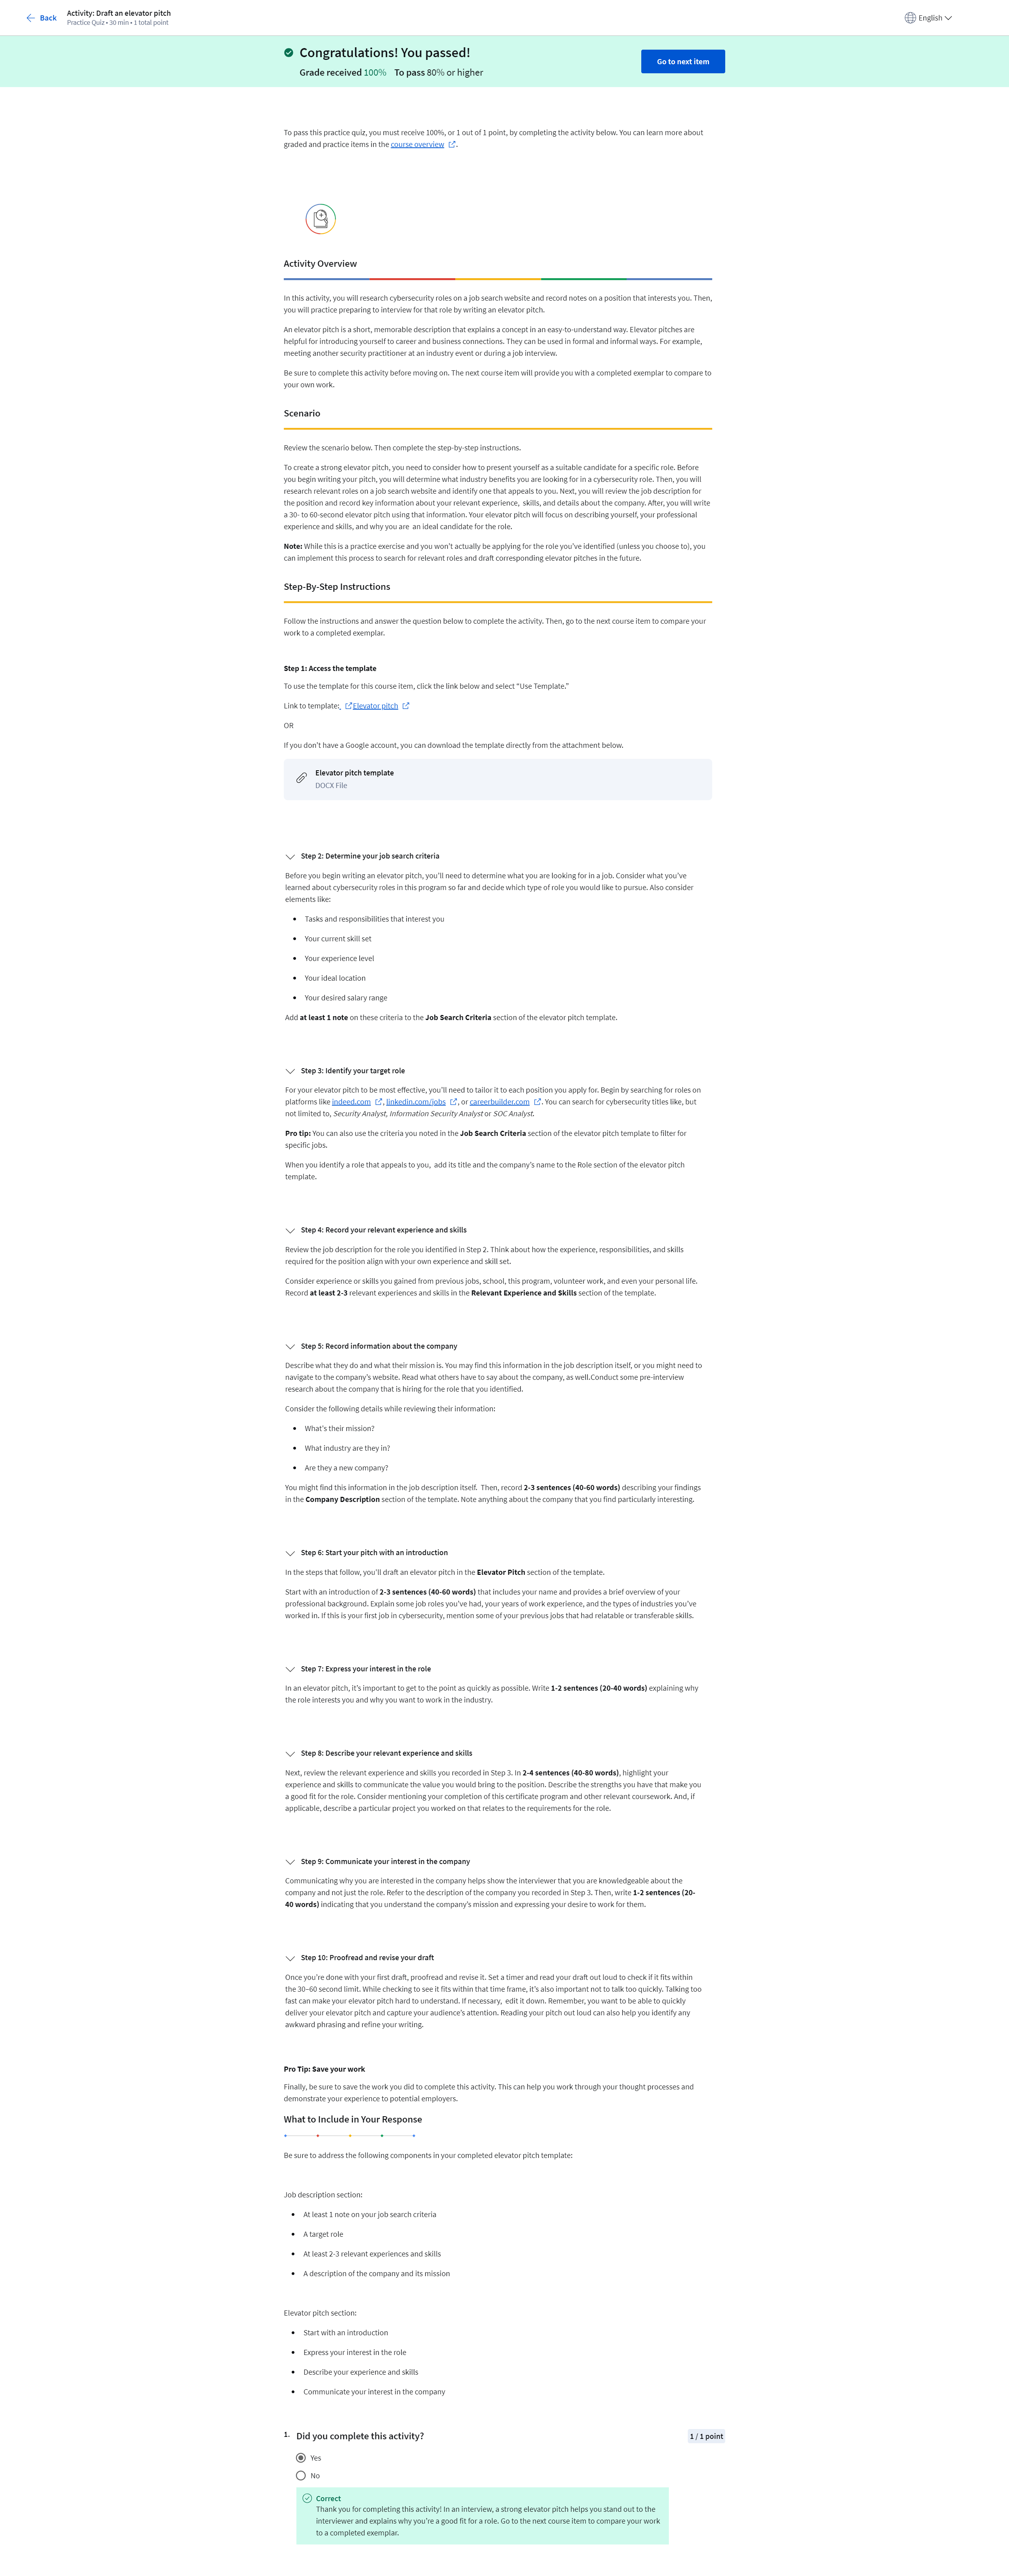 Back
Activity: Draft an elevator pitch
Practice Quiz • 30 min • 1 total point
English
Congratulations! You passed!
Grade received 100% To pass 80% or higher
Go to next item
To pass this practice quiz, you must receive 100%, or 1 out of 1 point, by completing the activity below. You can learn more about
graded and practice items in the course overview .
Activity Overview
In this activity, you will research cybersecurity roles on a job search website and record notes on a position that interests you. Then,
you will practice preparing to interview for that role by writing an elevator pitch.
An elevator pitch is a short, memorable description that explains a concept in an easy-to-understand way. Elevator pitches are
helpful for introducing yourself to career and business connections. They can be used in formal and informal ways. For example,
meeting another security practitioner at an industry event or during a job interview.
Be sure to complete this activity before moving on. The next course item will provide you with a completed exemplar to compare to
your own work.
Scenario
Review the scenario below. Then complete the step-by-step instructions.
To create a strong elevator pitch, you need to consider how to present yourself as a suitable candidate for a specific role. Before
you begin writing your pitch, you will determine what industry benefits you are looking for in a cybersecurity role. Then, you will
research relevant roles on a job search website and identify one that appeals to you. Next, you will review the job description for
the position and record key information about your relevant experience, skills, and details about the company. After, you will write
a 30- to 60-second elevator pitch using that information. Your elevator pitch will focus on describing yourself, your professional
experience and skills, and why you are an ideal candidate for the role.
Note: While this is a practice exercise and you won't actually be applying for the role you've identified (unless you choose to), you
can implement this process to search for relevant roles and draft corresponding elevator pitches in the future.
Step-By-Step Instructions
Follow the instructions and answer the question below to complete the activity. Then, go to the next course item to compare your
work to a completed exemplar.
Step 1: Access the template
To use the template for this course item, click the link below and select "Use Template."
Link to template: Elevator pitch
OR
If you don't have a Google account, you can download the template directly from the attachment below.
Elevator pitch template
DOCX File
Step 2: Determine your job search criteria
Before you begin writing an elevator pitch, you'll need to determine what you are looking for in a job. Consider what you've
learned about cybersecurity roles in this program so far and decide which type of role you would like to pursue. Also consider
elements like:
• Tasks and responsibilities that interest you
• Your current skill set
• Your experience level
• Your ideal location
• Your desired salary range
Add at least 1 note on these criteria to the Job Search Criteria section of the elevator pitch template.
Step 3: Identify your target role
For your elevator pitch to be most effective, you'll need to tailor it to each position you apply for. Begin by searching for roles on
platforms like indeed.com , linkedin.com/jobs , or careerbuilder.com . You can search for cybersecurity titles like, but
not limited to, Security Analyst, Information Security Analyst or SOC Analyst.
Pro tip: You can also use the criteria you noted in the Job Search Criteria section of the elevator pitch template to filter for
specific jobs.
When you identify a role that appeals to you, add its title and the company's name to the Role section of the elevator pitch
template.
Step 4: Record your relevant experience and skills
Review the job description for the role you identified in Step 2. Think about how the experience, responsibilities, and skills
required for the position align with your own experience and skill set.
Consider experience or skills you gained from previous jobs, school, this program, volunteer work, and even your personal life.
Record at least 2-3 relevant experiences and skills in the Relevant Experience and Skills section of the template.
Step 5: Record information about the company
Describe what they do and what their mission is. You may find this information in the job description itself, or you might need to
navigate to the company's website. Read what others have to say about the company, as well.Conduct some pre-interview
research about the company that is hiring for the role that you identified.
Consider the following details while reviewing their information:
• What's their mission?
• What industry are they in?
• Are they a new company?
You might find this information in the job description itself. Then, record 2-3 sentences (40-60 words) describing your findings
in the Company Description section of the template. Note anything about the company that you find particularly interesting.
Step 6: Start your pitch with an introduction
In the steps that follow, you'll draft an elevator pitch in the Elevator Pitch section of the template.
Start with an introduction of 2-3 sentences (40-60 words) that includes your name and provides a brief overview of your
professional background. Explain some job roles you've had, your years of work experience, and the types of industries you've
worked in. If this is your first job in cybersecurity, mention some of your previous jobs that had relatable or transferable skills.
Step 7: Express your interest in the role
In an elevator pitch, it's important to get to the point as quickly as possible. Write 1-2 sentences (20-40 words) explaining why
the role interests you and why you want to work in the industry.
Step 8: Describe your relevant experience and skills
Next, review the relevant experience and skills you recorded in Step 3. In 2-4 sentences (40-80 words), highlight your
experience and skills to communicate the value you would bring to the position. Describe the strengths you have that make you
a good fit for the role. Consider mentioning your completion of this certificate program and other relevant coursework. And, if
applicable, describe a particular project you worked on that relates to the requirements for the role.
Step 9: Communicate your interest in the company
Communicating why you are interested in the company helps show the interviewer that you are knowledgeable about the
company and not just the role. Refer to the description of the company you recorded in Step 3. Then, write 1-2 sentences (20-
40 words) indicating that you understand the company's mission and expressing your desire to work for them.
Step 10: Proofread and revise your draft
Once you're done with your first draft, proofread and revise it. Set a timer and read your draft out loud to check if it fits within
the 30–60 second limit. While checking to see it fits within that time frame, it's also important not to talk too quickly. Talking too
fast can make your elevator pitch hard to understand. If necessary, edit it down. Remember, you want to be able to quickly
deliver your elevator pitch and capture your audience's attention. Reading your pitch out loud can also help you identify any
awkward phrasing and refine your writing.
Pro Tip: Save your work
Finally, be sure to save the work you did to complete this activity. This can help you work through your thought processes and
demonstrate your experience to potential employers.
What to Include in Your Response
Be sure to address the following components in your completed elevator pitch template:
Job description section:
• At least 1 note on your job search criteria
• A target role
• At least 2-3 relevant experiences and skills
• A description of the company and its mission
Elevator pitch section:
• Start with an introduction
• Express your interest in the role
• Describe your experience and skills
• Communicate your interest in the company
1. Did you complete this activity?
1 / 1 point
Yes
No
Correct
Thank you for completing this activity! In an interview, a strong elevator pitch helps you stand out to the
interviewer and explains why you're a good fit for a role. Go to the next course item to compare your work
to a completed exemplar.